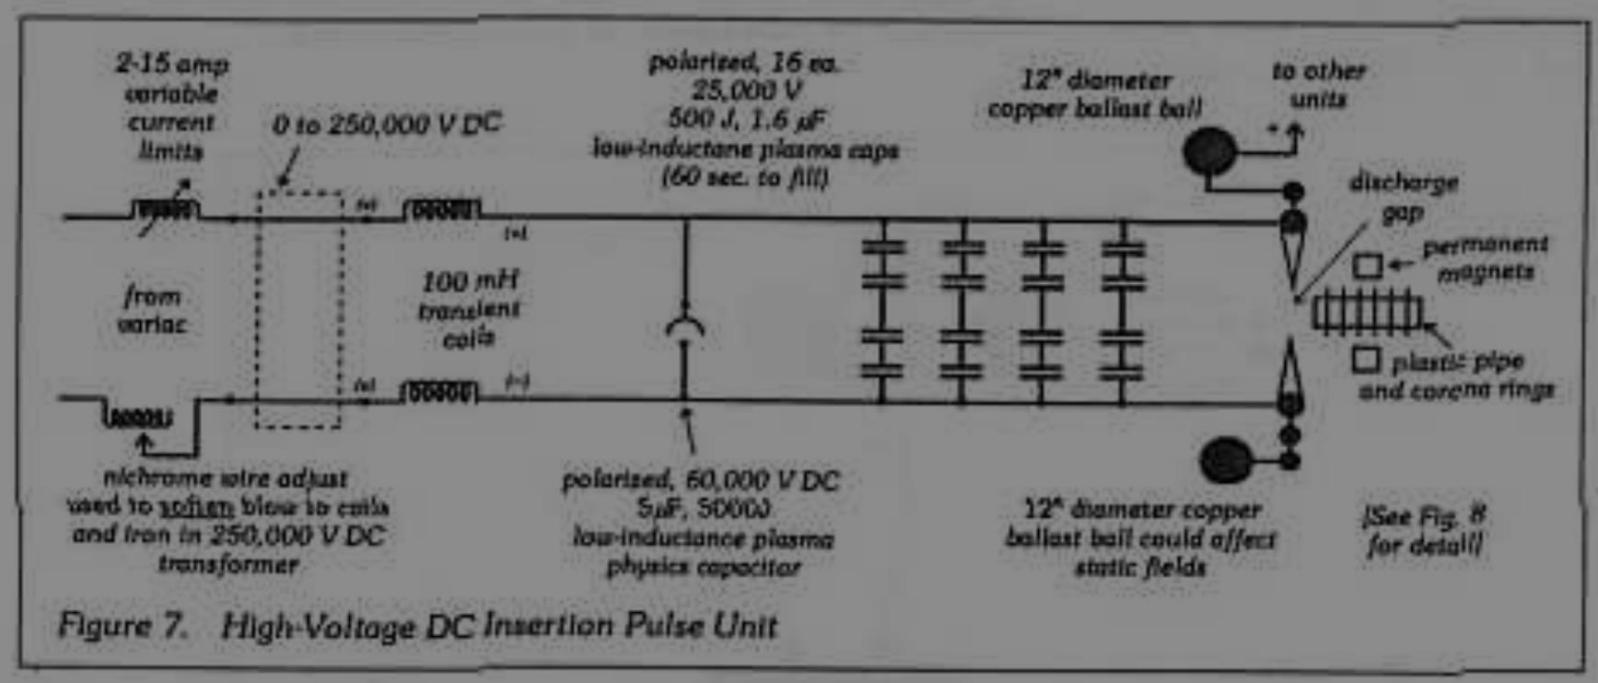 2-15 amp
variable
current
limits
0 to 250,000 V DC
polarized, 16 ea.
25,000 V
500 J, 1.6 µF
low-inductane plasma caps
(60 sec. to fill)
12" diameter
copper ballast ball
to other
units
+
discharge
gap
permanent
magnets
plastic pipe
and corona rings
from
variac
100 mH
transient
coils
(+)
(-)
nichrome wire adjust
used to soften blow to coils
and iron in 250,000 V DC
transformer
polarized, 60,000 V DC
5µF, 5000J
low-inductance plasma
physics capacitor
12" diameter copper
ballast ball could affect
static fields
(See Fig. 8
for detail)
Figure 7. High-Voltage DC Insertion Pulse Unit